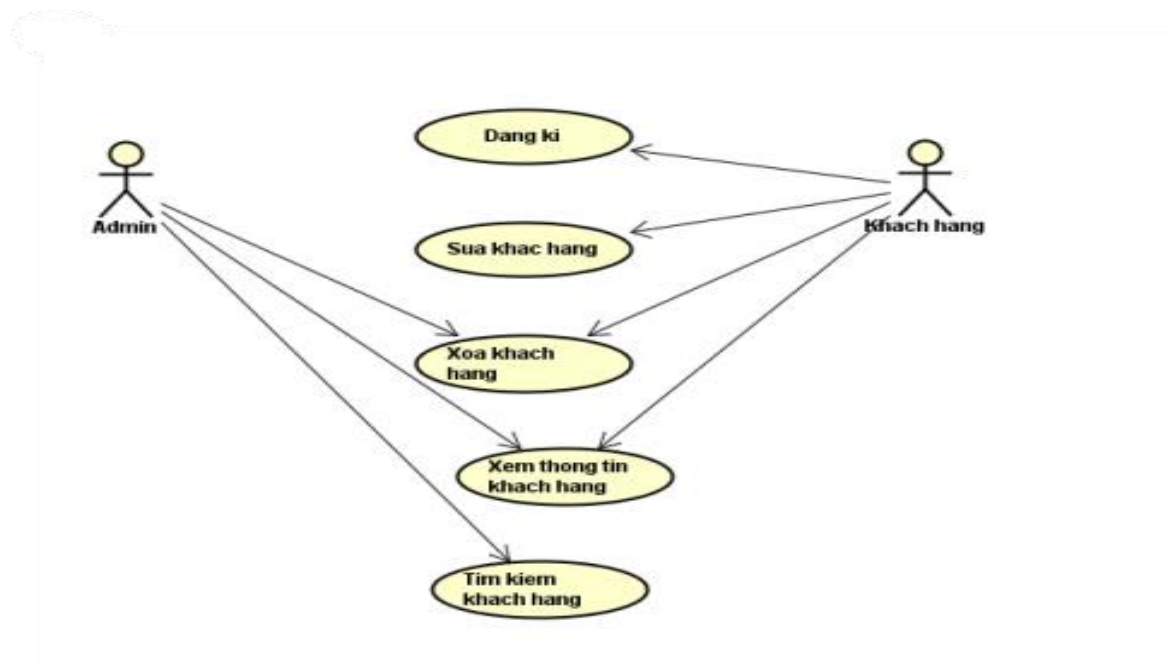 Dang ki
Admin
Khach hang
Sua khac hang
Xoa khach
hang
Xem thong tin
khach hang
Tim kiem
khach hang